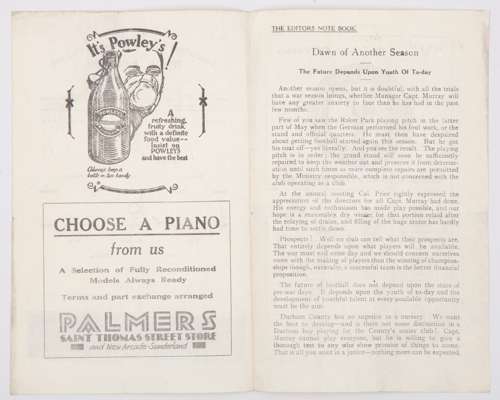 It's Powley's!
A
refreshing,
fruity drink,
with a definite
food value—
Insist on
POWLEY'S
and have the best
Always keep a
bottle or two handy
CHOOSE A PIANO
from us
A Selection of Fully Reconditioned
Models Always Ready
Terms and part exchange arranged
PALMERS
SAINT THOMAS STREET STORE
and New Arcade, Sunderland
THE EDITORS NOTE BOOK.
Dawn of Another Season
The Future Depends Upon Youth Of To-day
Another season opens, but it is doubtful, with all the trials
that a war season brings, whether Manager Capt. Murray will
have any greater anxiety to face than he has had in the past
few months.
Few of you saw the Roker Park playing pitch in the latter
part of May when the German performed his foul work, or the
stand and official quarters. He must then have despaired
about getting football started again this season. But he got
his coat off—yes literally. And you see the result. The playing
pitch is in order; the grand stand will soon be sufficiently
repaired to keep the weather out and preserve it from deterioration
until such times as more complete repairs are permitted
by the Ministry responsible, which is not concerned with the
club operating as a club.
At the annual meeting Col. Prior rightly expressed the
appreciation of the directors for all Capt. Murray had done.
His energy and enthusiasm has made play possible, and our
hope is a reasonably dry winter for that portion relaid after
the relaying of drains, and filling of the huge crater has hardly
had time to settle down.
Prospects? Well no club can tell what their prospects are.
That entirely depends upon what players will be available.
The war must end some day and we should concern ourselves
more with the making of players than the winning of championships
though, naturally, a successful team is the better financial
proposition.
The future of football does not depend upon the stars of
pre-war days. It depends upon the youth of to-day and the
development of youthful talent at every available opportunity
must be the aim.
Durham County has no superior as a nursery. We want
the best to develop—and is there not some distinction in a
Durham boy playing for the County's senior club? Capt.
Murray cannot play everyone, but he is willing to give a
thorough test to any who show promise of things to come.
That is all you want in a junior—nothing more can be expected.